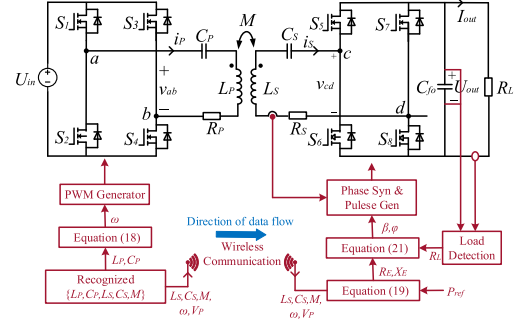 S1
S3
M
S5
S7
Iout
iP
CP
CS
iS
a
c
Uin
+
vab
−
LP
LS
+
vcd
−
Cfo
+
Uout
−
RL
b
d
S2
S4
RP
RS
S6
S8
PWM Generator
Phase Syn &
Pulese Gen
ω
Direction of data flow
β,φ
Equation (18)
Wireless
Communication
Equation (21)
RL
Load
Detection
LP,CP
RE,XE
Recognized
{LP,CP,LS,CS,M}
LS,CS,M,
ω,VP
LS,CS,M,
ω,VP
Equation (19)
Pref